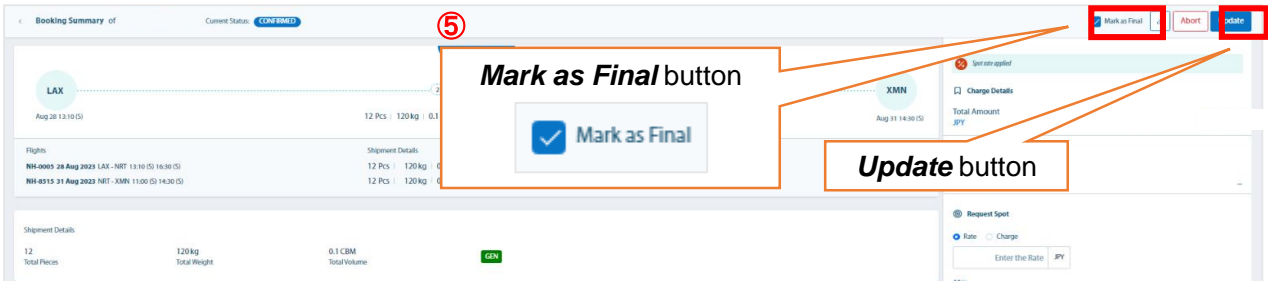 Booking Summary of
Current Status: CONFIRMED
⑤
Mark as Final
Abort
Update
Mark as Final button
Mark as Final
Update button
LAX
Aug 28 13:10 (S)
2
12 Pcs | 120 kg | 0.1
XMN
Aug 31 14:30 (S)
Flights
NH-0005 28 Aug 2023 LAX - NRT 13:10 (S) 16:30 (S)
NH-8515 31 Aug 2023 NRT - XMN 11:00 (S) 14:30 (S)
Shipment Details
12 Pcs | 120 kg | 0
12 Pcs | 120 kg | 0
Shipment Details
12
Total Pieces
120 kg
Total Weight
0.1 CBM
Total Volume
GEN
Spot rate applied
Charge Details
Total Amount
JPY
Request Spot
Rate
Charge
Enter the Rate JPY